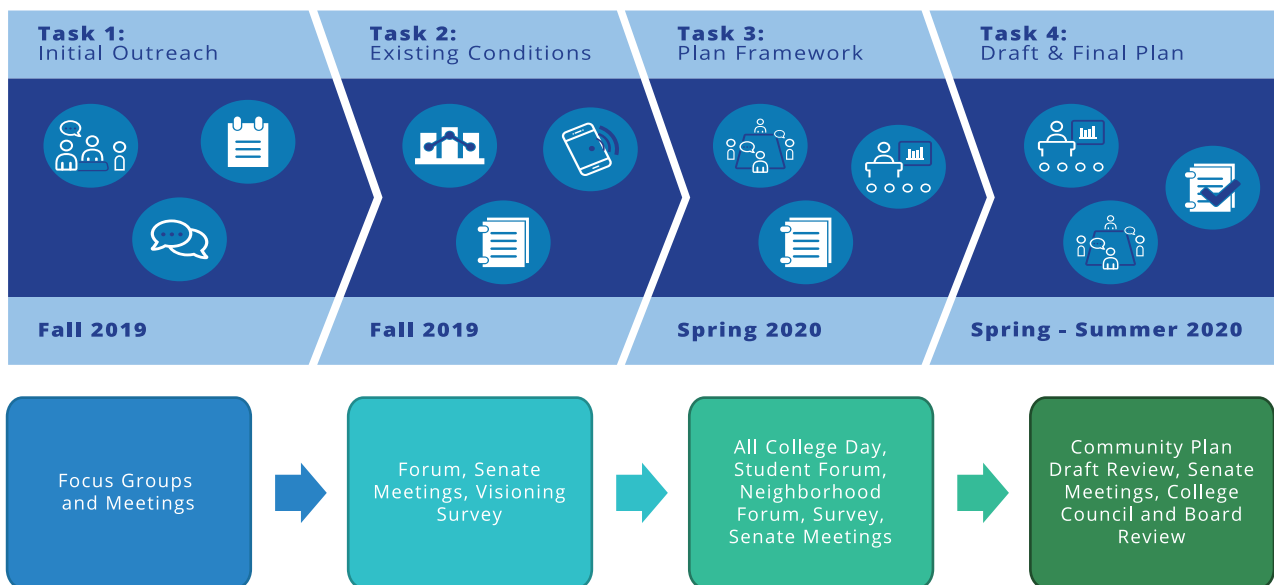 Task 1:
Initial Outreach
Task 2:
Existing Conditions
Task 3:
Plan Framework
Task 4:
Draft & Final Plan
Fall 2019
Fall 2019
Spring 2020
Spring - Summer 2020
Focus Groups
and Meetings
Forum, Senate
Meetings, Visioning
Survey
All College Day,
Student Forum,
Neighborhood
Forum, Survey,
Senate Meetings
Community Plan
Draft Review, Senate
Meetings, College
Council and Board
Review